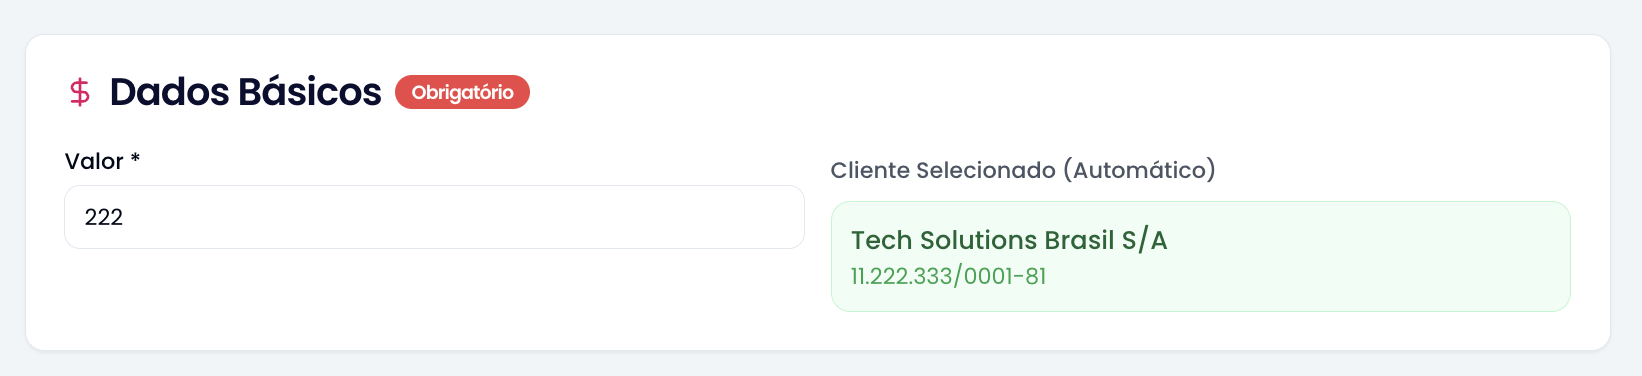 $ Dados Básicos Obrigatório
Valor *
222
Cliente Selecionado (Automático)
Tech Solutions Brasil S/A
11.222.333/0001-81